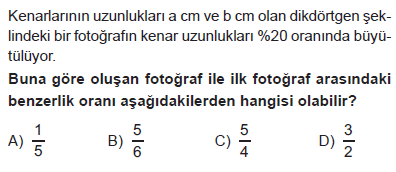 Kenarlarının uzunlukları a cm ve b cm olan dikdörtgen şek-
lindeki bir fotoğrafın kenar uzunlukları %20 oranında büyü-
tülüyor.
Buna göre oluşan fotoğraf ile ilk fotoğraf arasındaki
benzerlik oranı aşağıdakilerden hangisi olabilir?
A) 1/5 B) 5/6 C) 5/4 D) 3/2